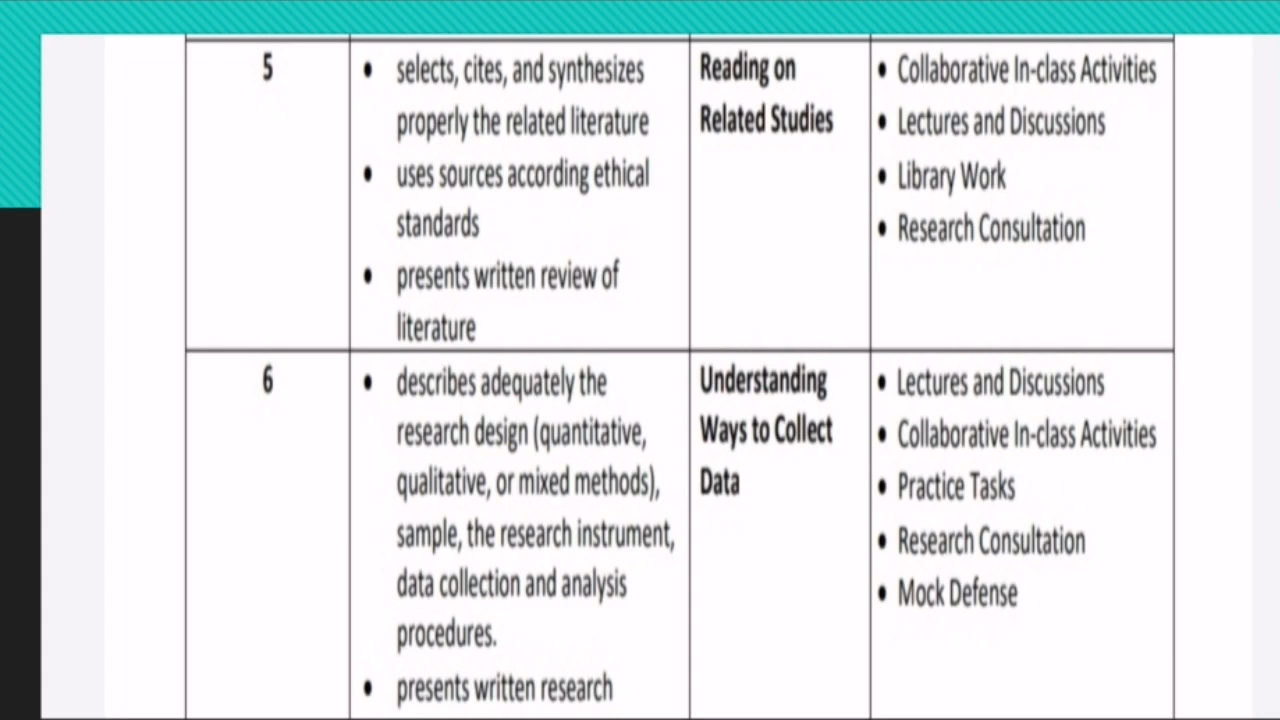 5
• selects, cites, and synthesizes
properly the related literature
• uses sources according ethical
standards
• presents written review of
literature
Reading on
Related Studies
• Collaborative In-class Activities
• Lectures and Discussions
• Library Work
• Research Consultation
6
• describes adequately the
research design (quantitative,
qualitative, or mixed methods),
sample, the research instrument,
data collection and analysis
procedures.
• presents written research
Understanding
Ways to Collect
Data
• Lectures and Discussions
• Collaborative In-class Activities
• Practice Tasks
• Research Consultation
• Mock Defense